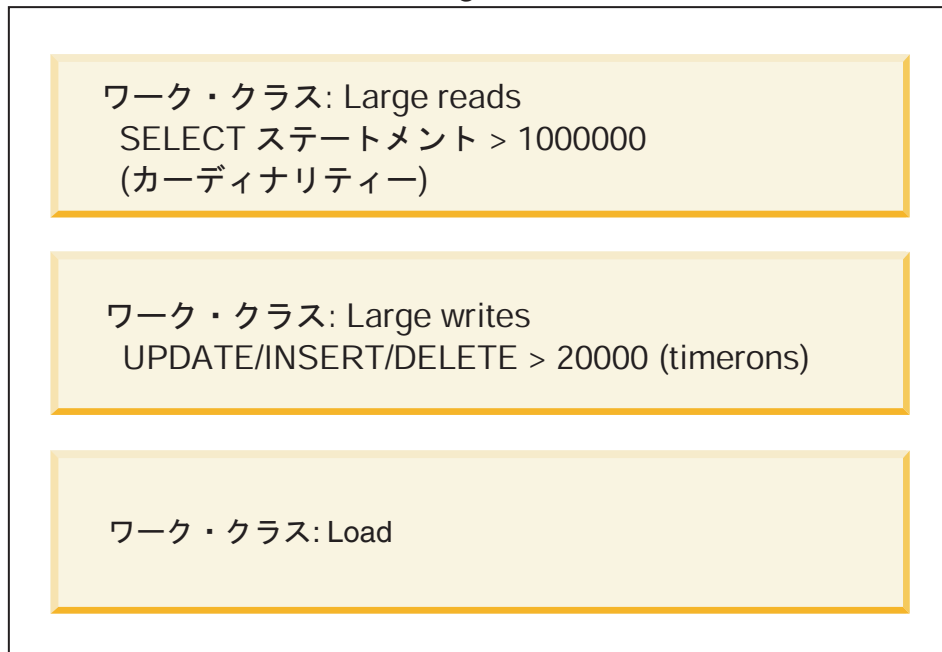 ワーク・クラス: Large reads
SELECT ステートメント > 1000000
(カーディナリティー)
ワーク・クラス: Large writes
UPDATE/INSERT/DELETE > 20000 (timerons)
ワーク・クラス: Load